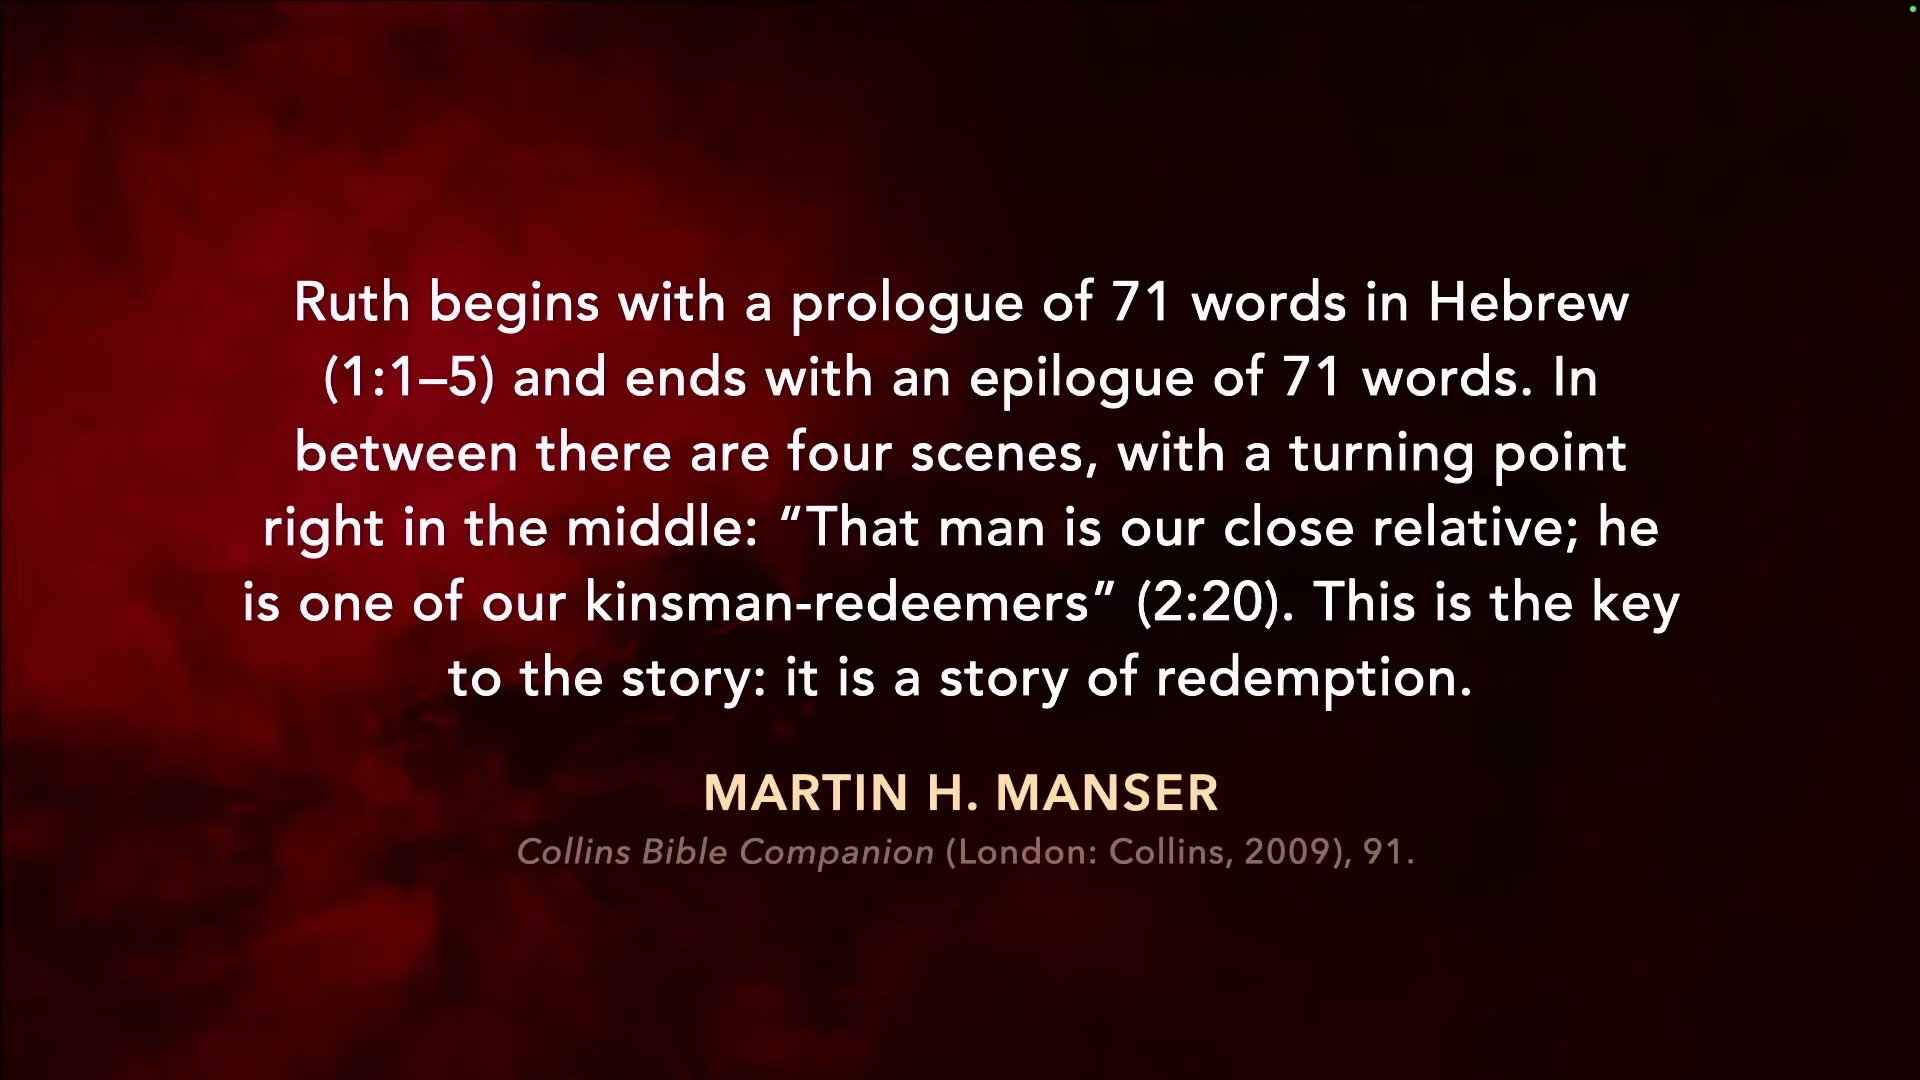 Ruth begins with a prologue of 71 words in Hebrew
(1:1–5) and ends with an epilogue of 71 words. In
between there are four scenes, with a turning point
right in the middle: “That man is our close relative; he
is one of our kinsman-redeemers” (2:20). This is the key
to the story: it is a story of redemption.
MARTIN H. MANSER
Collins Bible Companion (London: Collins, 2009), 91.